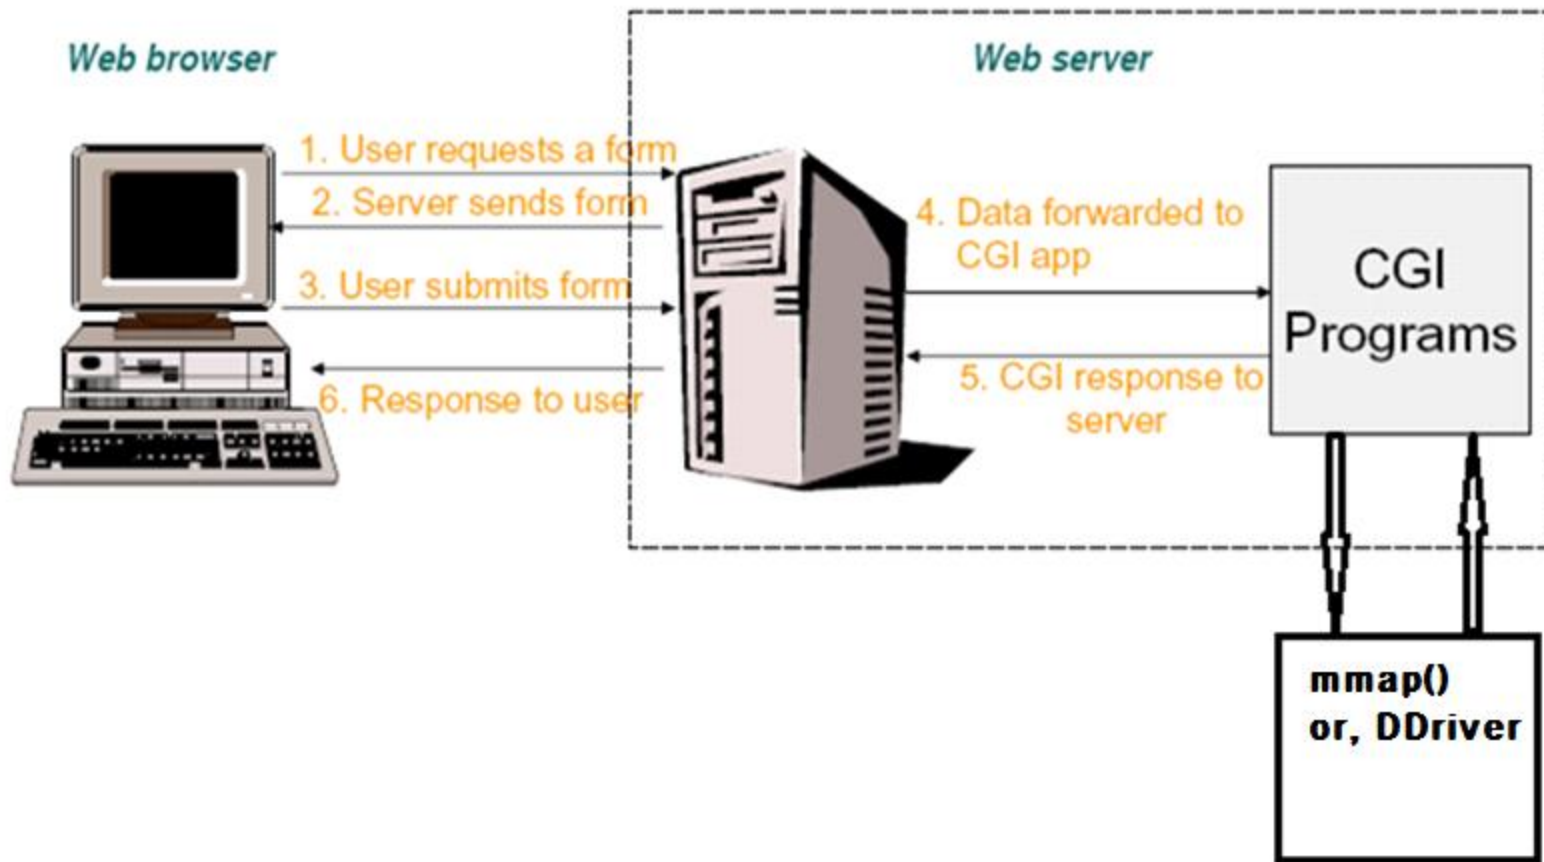 Web browser
Web server
1. User requests a form
2. Server sends form
3. User submits form
6. Response to user
4. Data forwarded to
CGI app
5. CGI response to
server
CGI
Programs
mmap()
or, DDriver